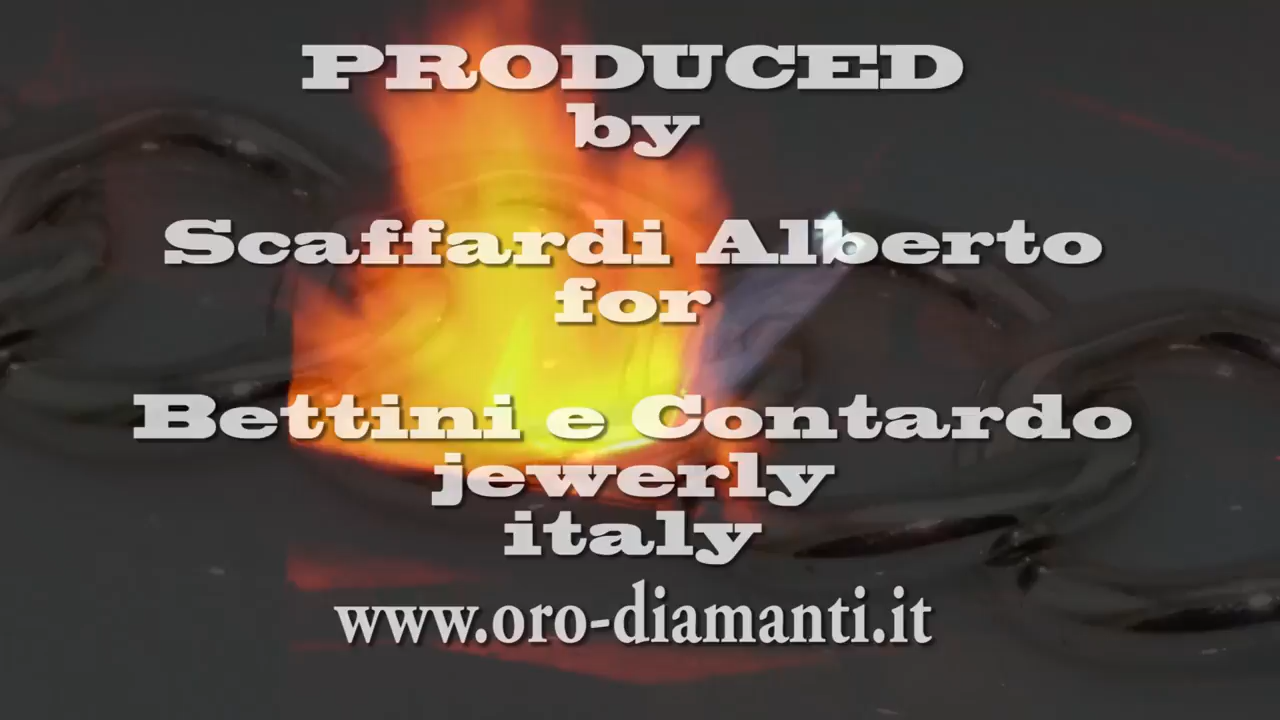 PRODUCED
by
Scaffardi Alberto
for
Bettini e Contardo
jewerly
italy
www.oro-diamanti.it